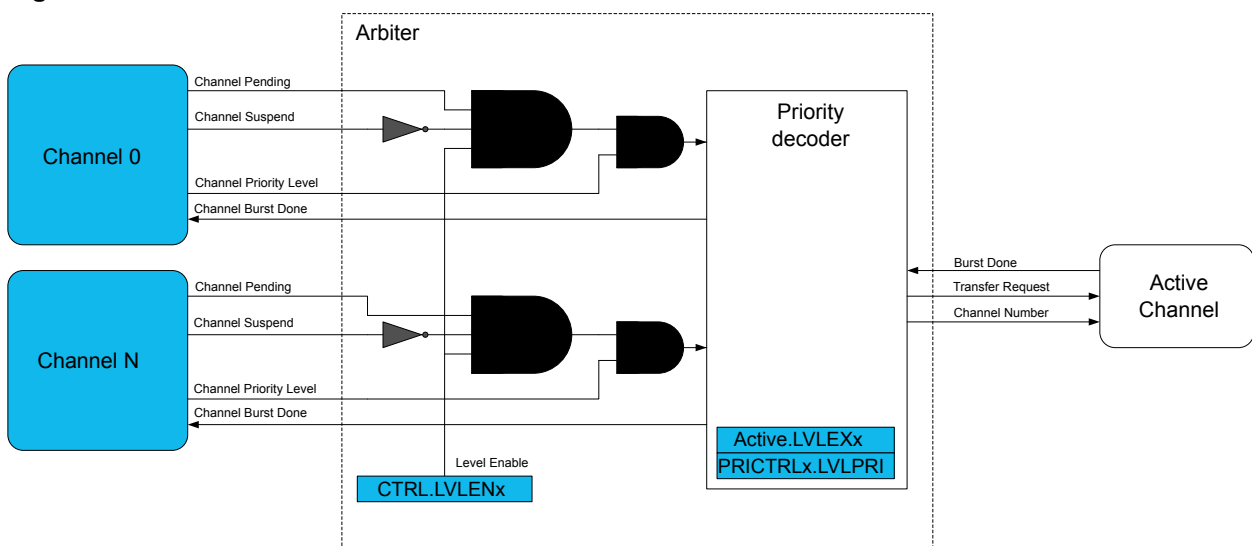 Arbiter
Channel 0
Channel Pending
Channel Suspend
Channel Priority Level
Channel Burst Done
Priority
decoder
Burst Done
Transfer Request
Channel Number
Active
Channel
Channel N
Channel Pending
Channel Suspend
Channel Priority Level
Channel Burst Done
Level Enable
CTRL.LVLENx
Active.LVLEXx
PRICTRLx.LVLPRI